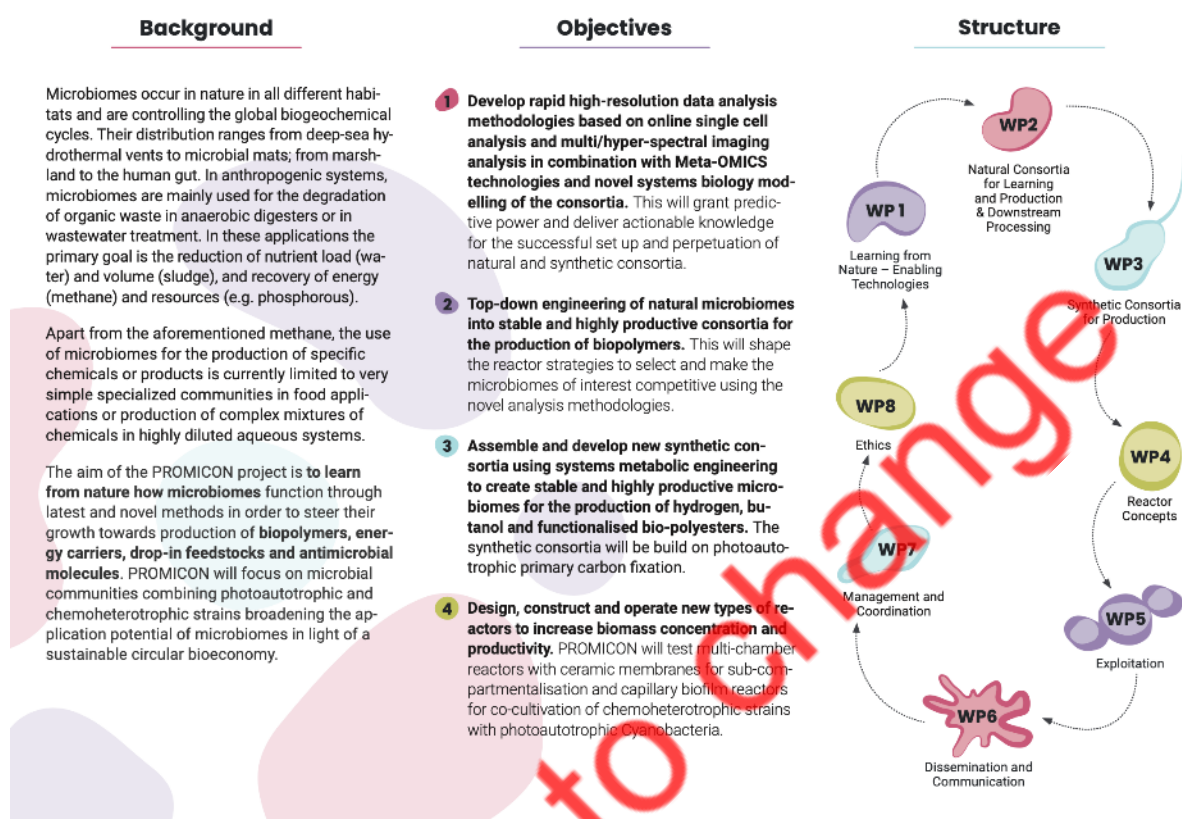 Background
Microbiomes occur in nature in all different habi-
tats and are controlling the global biogeochemical
cycles. Their distribution ranges from deep-sea hy-
drothermal vents to microbial mats; from marsh-
land to the human gut. In anthropogenic systems,
microbiomes are mainly used for the degradation
of organic waste in anaerobic digesters or in
wastewater treatment. In these applications the
primary goal is the reduction of nutrient load (wa-
ter) and volume (sludge), and recovery of energy
(methane) and resources (e.g. phosphorous).
Apart from the aforementioned methane, the use
of microbiomes for the production of specific
chemicals or products is currently limited to very
simple specialized communities in food appli-
cations or production of complex mixtures of
chemicals in highly diluted aqueous systems.
The aim of the PROMICON project is to learn
from nature how microbiomes function through
latest and novel methods in order to steer their
growth towards production of biopolymers, ener-
gy carriers, drop-in feedstocks and antimicrobial
molecules. PROMICON will focus on microbial
communities combining photoautotrophic and
chemoheterotrophic strains broadening the ap-
plication potential of microbiomes in light of a
sustainable circular bioeconomy.
Objectives
1 Develop rapid high-resolution data analysis
methodologies based on online single cell
analysis and multi/hyper-spectral imaging
analysis in combination with Meta-OMICS
technologies and novel systems biology mod-
elling of the consortia. This will grant predic-
tive power and deliver actionable knowledge
for the successful set up and perpetuation of
natural and synthetic consortia.
2 Top-down engineering of natural microbiomes
into stable and highly productive consortia for
the production of biopolymers. This will shape
the reactor strategies to select and make the
microbiomes of interest competitive using the
novel analysis methodologies.
3 Assemble and develop new synthetic con-
sortia using systems metabolic engineering
to create stable and highly productive micro-
biomes for the production of hydrogen, bu-
tanol and functionalised bio-polyesters. The
synthetic consortia will be build on photoauto-
trophic primary carbon fixation.
4 Design, construct and operate new types of re-
actors to increase biomass concentration and
productivity. PROMICON will test multi-chamber
reactors with ceramic membranes for sub-com-
partmentalisation and capillary biofilm reactors
for co-cultivation of chemoheterotrophic strains
with photoautotrophic Cyanobacteria.
Structure
WP1
Learning from
Nature – Enabling
Technologies
WP2
Natural Consortia
for Learning
and Production
& Downstream
Processing
WP3
Synthetic Consortia
for Production
WP4
Reactor
Concepts
WP5
Exploitation
WP6
Dissemination and
Communication
WP7
Management and
Coordination
WP8
Ethics
to change